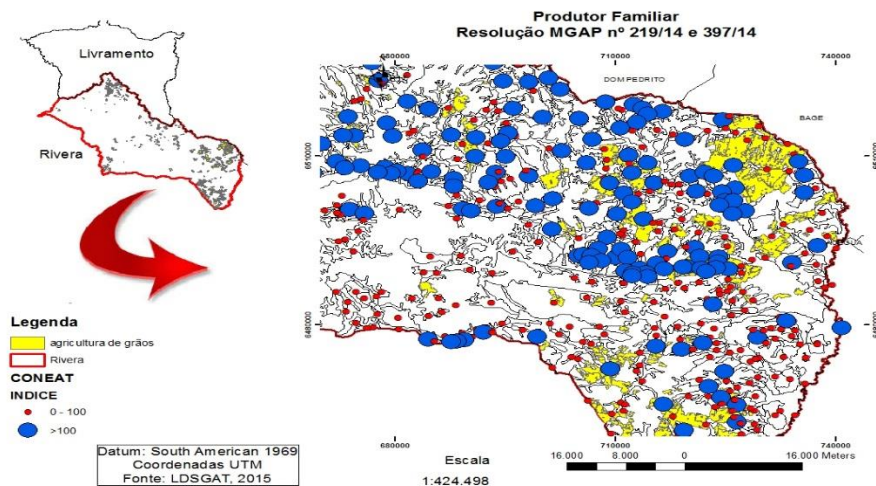 Produtor Familiar
Resolução MGAP nº 219/14 e 397/14
Livramento
Rivera
680000
710000
740000
DOMPEDRITO
BAGE
6510000
6480000
Legenda
agricultura de grãos
Rivera
CONEAT
INDICE
0 - 100
>100
Datum: South American 1969
Coordenadas UTM
Fonte: LDSGAT, 2015
680000
710000
740000
Escala
1:424.498
16.000 8.000 0 16.000 Meters